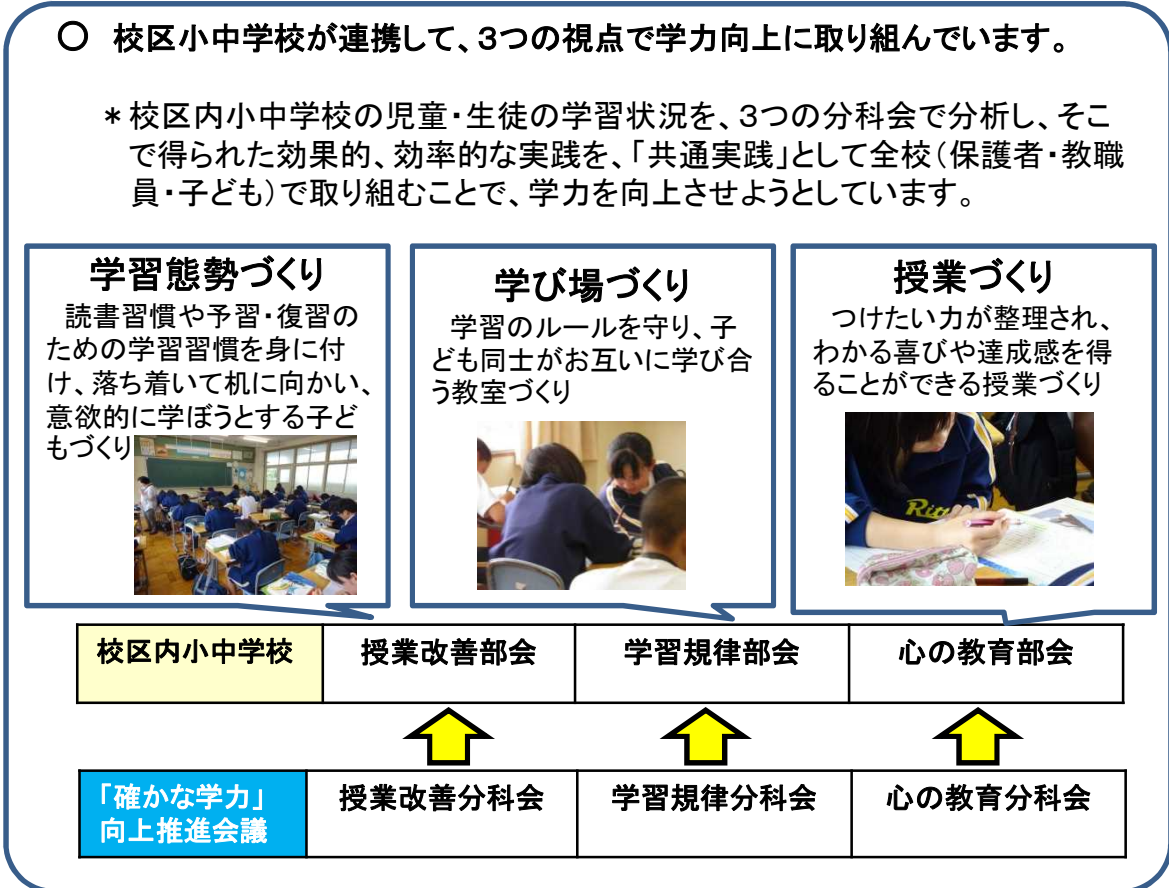 ○ 校区小中学校が連携して、3つの視点で学力向上に取り組んでいます。
＊校区内小中学校の児童・生徒の学習状況を、3つの分科会で分析し、そこ
で得られた効果的、効率的な実践を、「共通実践」として全校(保護者・教職
員・子ども)で取り組むことで、学力を向上させようとしています。
学習態勢づくり
読書習慣や予習・復習の
ための学習習慣を身に付
け、落ち着いて机に向かい、
意欲的に学ぼうとする子ど
もづくり
学び場づくり
学習のルールを守り、子
ども同士がお互いに学び合
う教室づくり
授業づくり
つけたい力が整理され、
わかる喜びや達成感を得
ることができる授業づくり
校区内小中学校
授業改善部会
学習規律部会
心の教育部会
「確かな学力」
向上推進会議
授業改善分科会
学習規律分科会
心の教育分科会